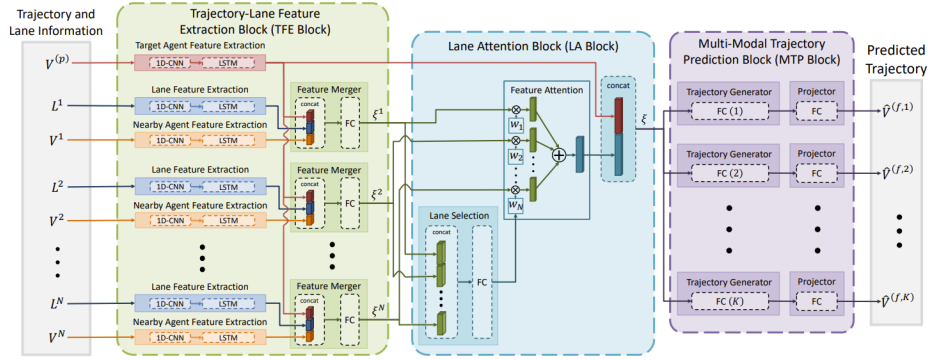 Trajectory and
Lane Information
Trajectory-Lane Feature
Extraction Block (TFE Block)
Lane Attention Block (LA Block)
Multi-Modal Trajectory
Prediction Block (MTP Block)
Predicted
Trajectory
V^(p)
Target Agent Feature Extraction
1D-CNN
LSTM
L^1
Lane Feature Extraction
1D-CNN
LSTM
V^1
Nearby Agent Feature Extraction
1D-CNN
LSTM
Feature Merger
concat
FC
ξ^1
L^2
Lane Feature Extraction
1D-CNN
LSTM
V^2
Nearby Agent Feature Extraction
1D-CNN
LSTM
Feature Merger
concat
FC
ξ^2
L^N
Lane Feature Extraction
1D-CNN
LSTM
V^N
Nearby Agent Feature Extraction
1D-CNN
LSTM
Feature Merger
concat
FC
ξ^N
Lane Selection
concat
FC
Feature Attention
w_1
w_2
w_N
concat
ξ
Trajectory Generator
FC (1)
Projector
FC
V̂^(f,1)
Trajectory Generator
FC (2)
Projector
FC
V̂^(f,2)
Trajectory Generator
FC (K)
Projector
FC
V̂^(f,K)